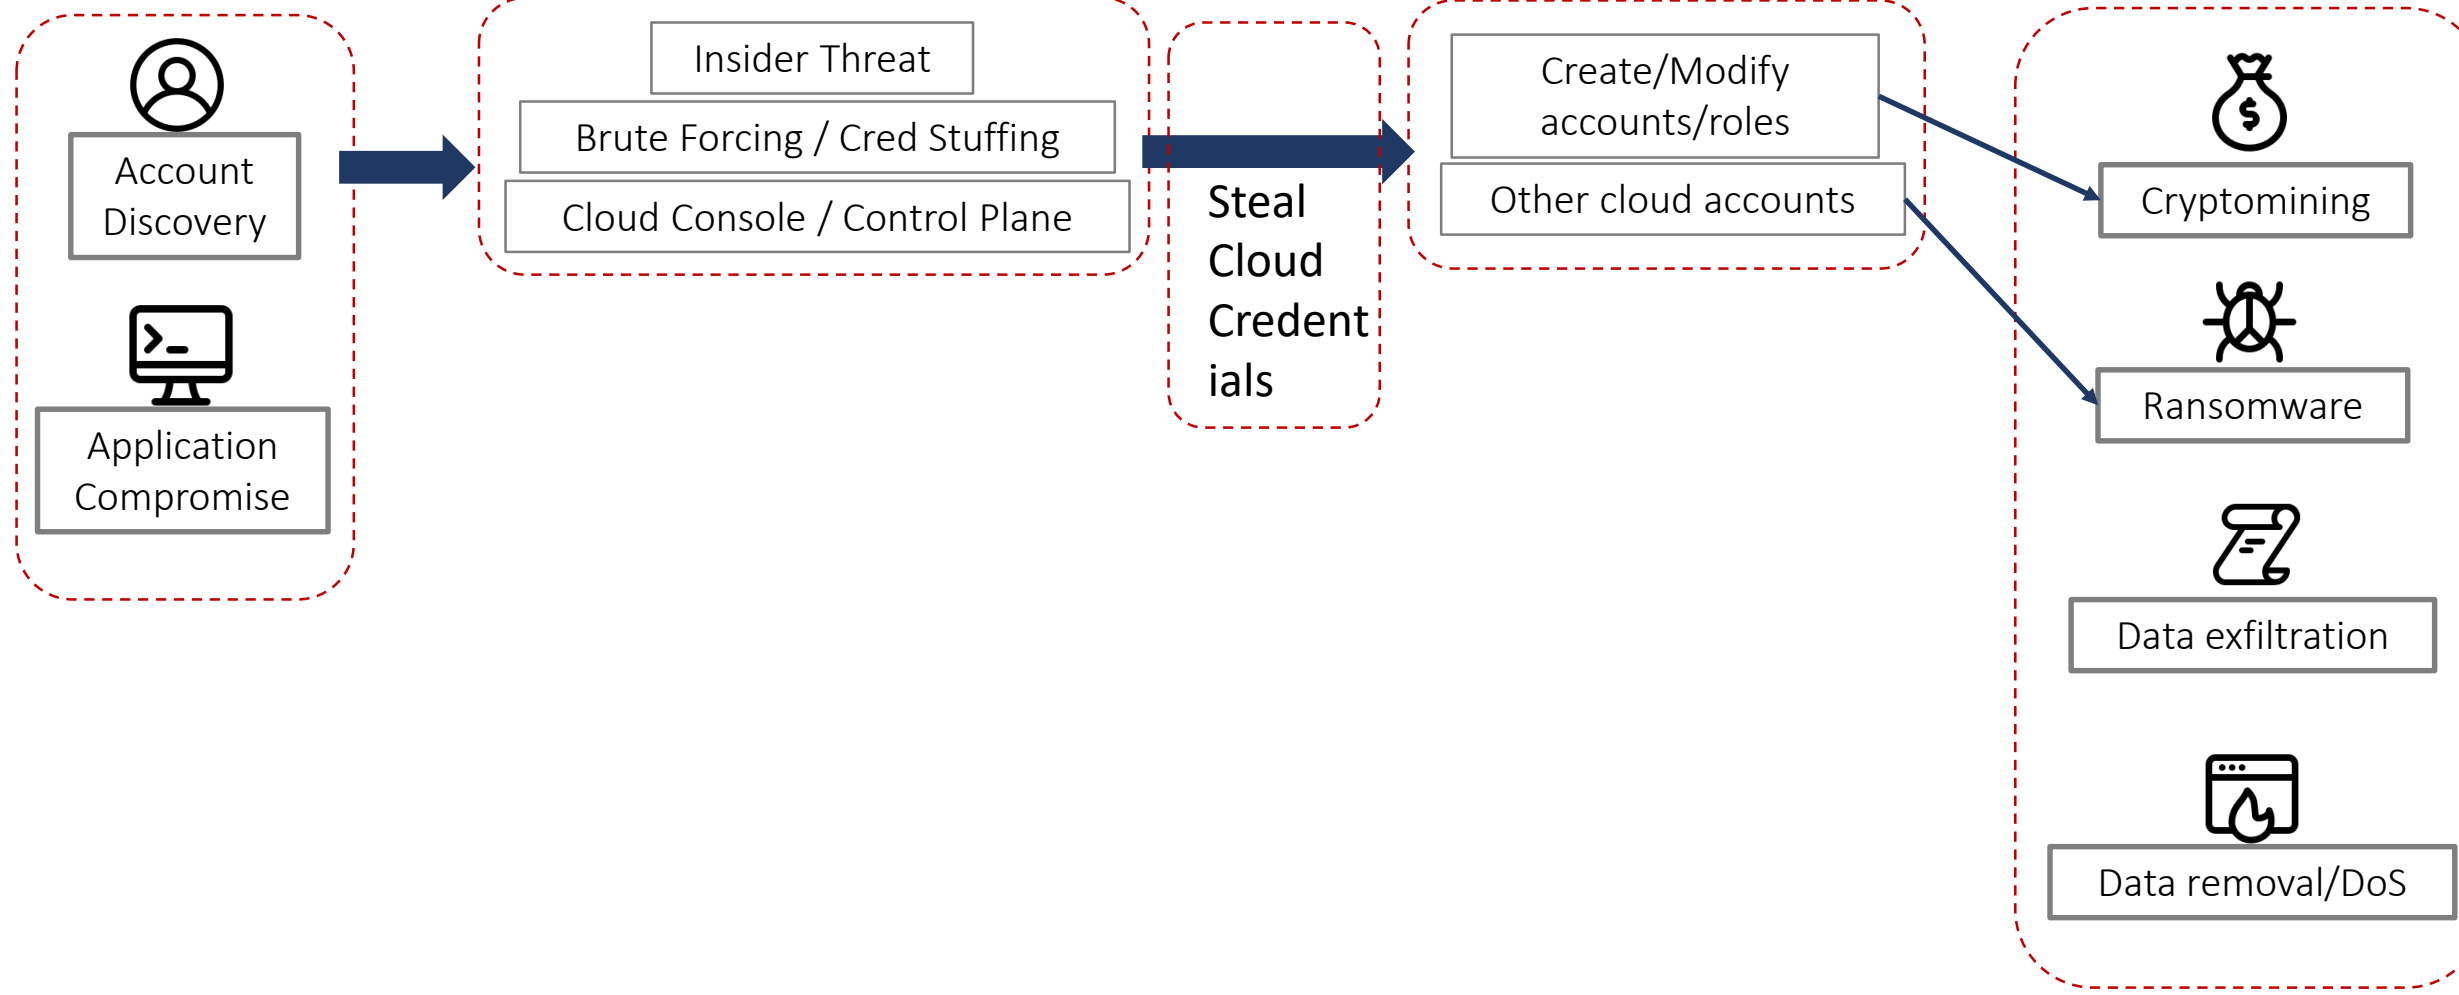 Account
Discovery
Application
Compromise
Insider Threat
Brute Forcing / Cred Stuffing
Cloud Console / Control Plane
Steal
Cloud
Credent
ials
Create/Modify
accounts/roles
Other cloud accounts
$
Cryptomining
Ransomware
Data exfiltration
Data removal/DoS